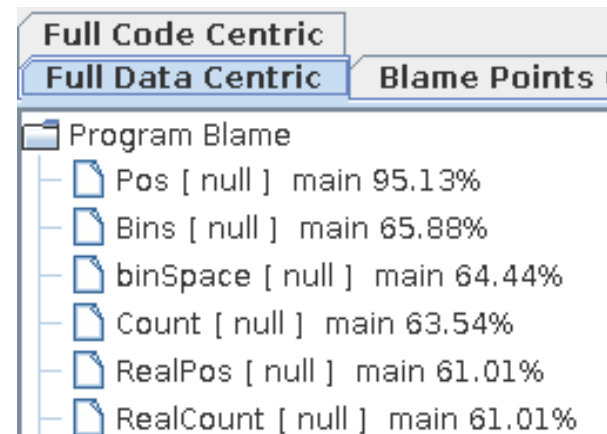 Full Code Centric
Full Data Centric
Blame Points
Program Blame
Pos [ null ] main 95.13%
Bins [ null ] main 65.88%
binSpace [ null ] main 64.44%
Count [ null ] main 63.54%
RealPos [ null ] main 61.01%
RealCount [ null ] main 61.01%